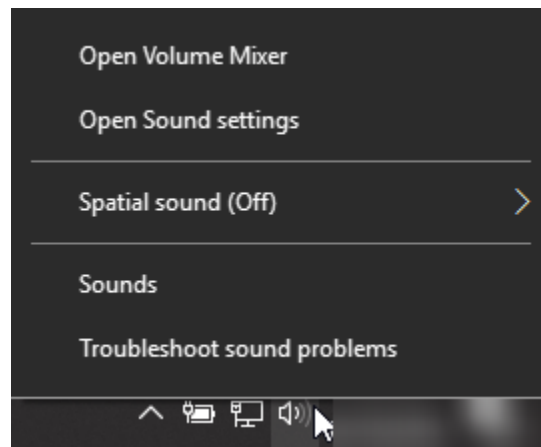 Open Volume Mixer
Open Sound settings
Spatial sound (Off)
Sounds
Troubleshoot sound problems